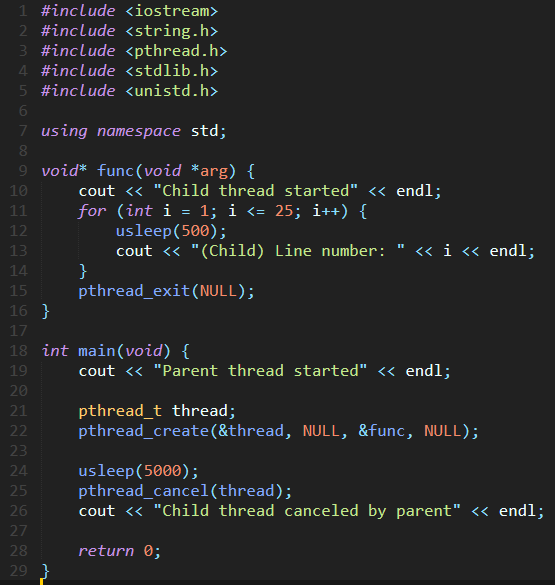 1 #include <iostream>
2 #include <string.h>
3 #include <pthread.h>
4 #include <stdlib.h>
5 #include <unistd.h>
6
7 using namespace std;
8
9 void* func(void *arg) {
10     cout << "Child thread started" << endl;
11     for (int i = 1; i <= 25; i++) {
12         usleep(500);
13         cout << "(Child) Line number: " << i << endl;
14     }
15     pthread_exit(NULL);
16 }
17
18 int main(void) {
19     cout << "Parent thread started" << endl;
20
21     pthread_t thread;
22     pthread_create(&thread, NULL, &func, NULL);
23
24     usleep(5000);
25     pthread_cancel(thread);
26     cout << "Child thread canceled by parent" << endl;
27
28     return 0;
29 }